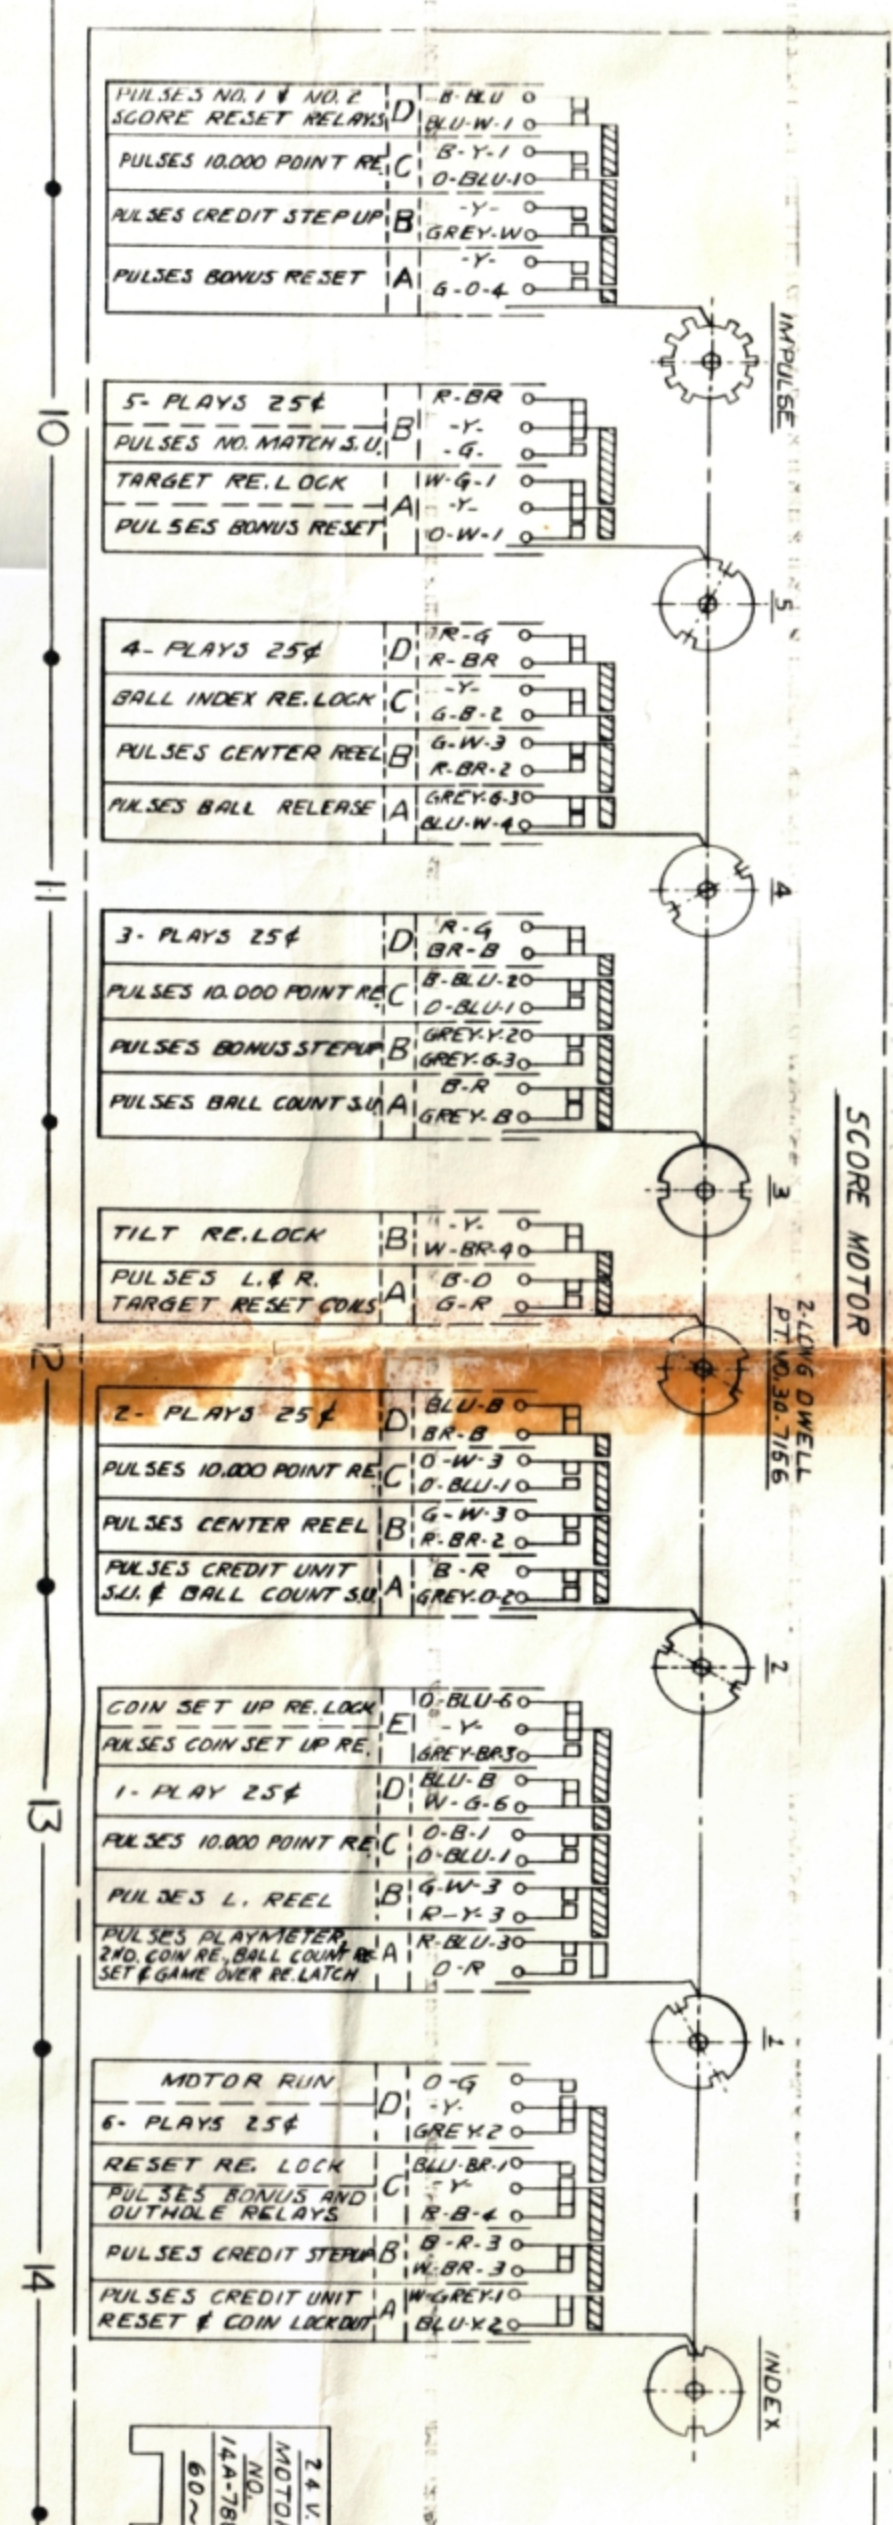 PULSES NO. 1 & NO. 2
SCORE RESET RELAYS
D
B-BLU
BLU-W-1
PULSES 10.000 POINT RE.
C
B-Y-1
O-BLU-1
PULSES CREDIT STEP UP
B
-Y-
GREY-W
PULSES BONUS RESET
A
-Y-
G-O-4
IMPULSE
5- PLAYS 25¢
PULSES NO. MATCH S.U.
B
R-BR
-Y-
-G-
TARGET RE. LOCK
PULSES BONUS RESET
A
W-G-1
-Y-
O-W-1
5
10
4- PLAYS 25¢
D
R-G
R-BR
BALL INDEX RE. LOCK
C
-Y-
G-B-2
PULSES CENTER REEL
B
G-W-3
R-BR-2
PULSES BALL RELEASE
A
GREY-G-3
BLU-W-4
4
11
3- PLAYS 25¢
D
R-G
BR-B
PULSES 10.000 POINT RE.
C
B-BLU-2
O-BLU-1
PULSES BONUS STEPUP
B
GREY-Y-2
GREY-G-3
PULSES BALL COUNT S.U.
A
B-R
GREY-B
3
SCORE MOTOR
TILT RE. LOCK
B
-Y-
W-BR-4
PULSES L. & R.
TARGET RESET COILS
A
B-O
G-R
2-LONG DWELL
PT. NO. 30-7156
12
2- PLAYS 25¢
D
BLU-B
BR-B
PULSES 10.000 POINT RE.
C
O-W-3
O-BLU-1
PULSES CENTER REEL
B
G-W-3
R-BR-2
PULSES CREDIT UNIT
S.U. & BALL COUNT S.U.
A
B-R
GREY-O-2
2
COIN SET UP RE. LOCK
PULSES COIN SET UP RE.
E
O-BLU-6
-Y-
GREY-BR-3
1- PLAY 25¢
D
BLU-B
W-G-6
13
PULSES 10.000 POINT RE.
C
O-B-1
O-BLU-1
PULSES L. REEL
B
G-W-3
R-Y-3
PULSES PLAYMETER,
2ND. COIN RE., BALL COUNT RE
SET & GAME OVER RE. LATCH
A
R-BLU-3
O-R
1
MOTOR RUN
6- PLAYS 25¢
D
O-G
-Y-
GREY-2
RESET RE. LOCK
PULSES BONUS AND
OUTHOLE RELAYS
C
BLU-BR-1
-Y-
R-B-4
PULSES CREDIT STEPUP
B
B-R-3
W-BR-3
PULSES CREDIT UNIT
RESET & COIN LOCKOUT
A
W-GREY-1
BLU-Y-2
INDEX
14
24 V.
NO.
60~